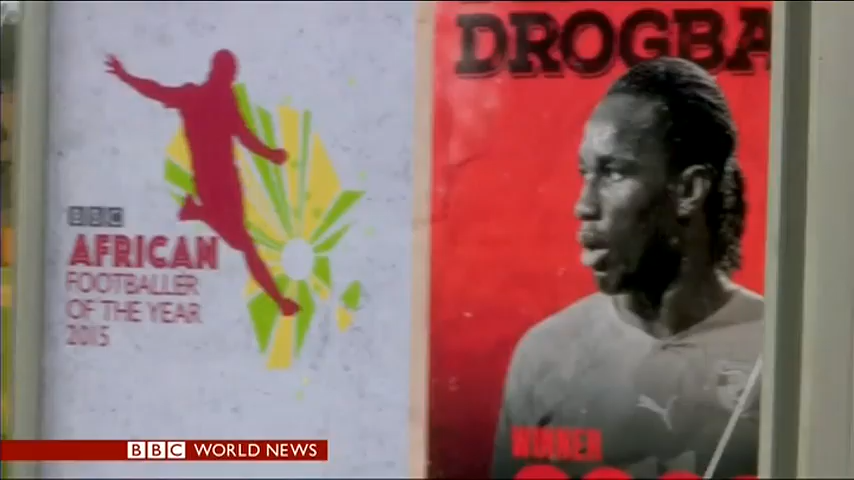 BBC
AFRICAN
FOOTBALLER
OF THE YEAR
2015
DROGBA
WINNER
BBC WORLD NEWS